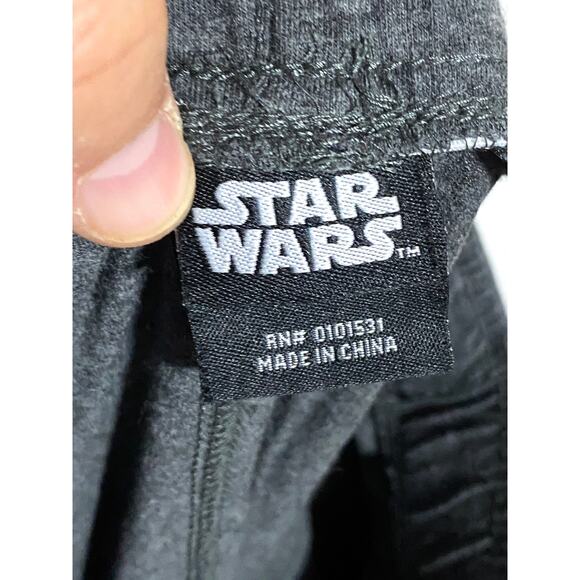 STAR
WARS™
RN# 0101531
MADE IN CHINA